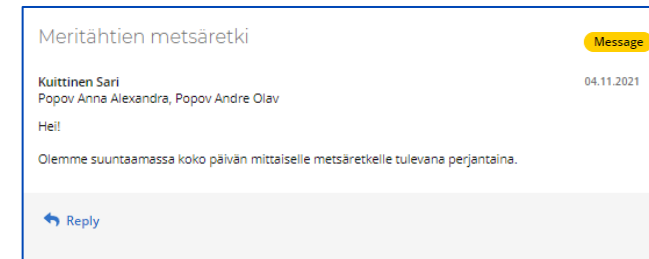 Meritähtien metsäretki
Message
Kuittinen Sari
04.11.2021
Popov Anna Alexandra, Popov Andre Olav
Hei!
Olemme suuntaamassa koko päivän mittaiselle metsäretkelle tulevana perjantaina.
Reply